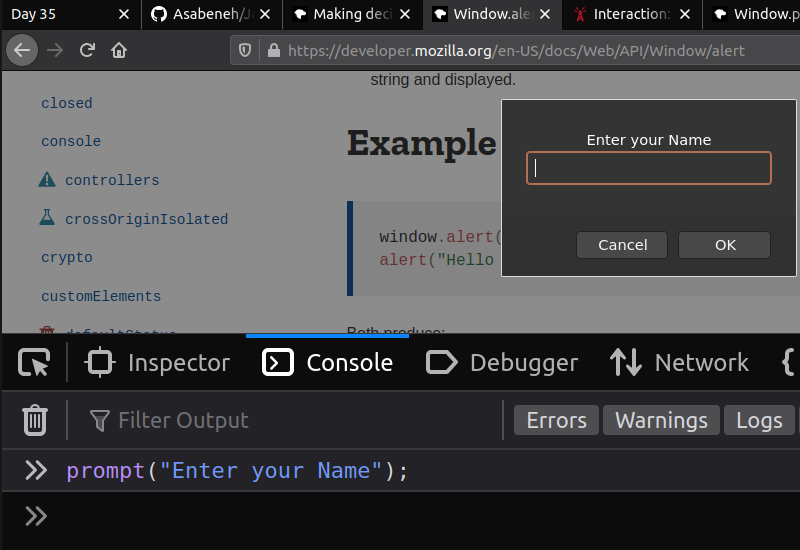 Day 35
Asabeneh/Ja
Making deci
Window.aler
Interaction:
Window.p
https://developer.mozilla.org/en-US/docs/Web/API/Window/alert
string and displayed.
closed
console
controllers
crossOriginIsolated
crypto
customElements
defaultStatus
Example
window.alert(
alert("Hello
Both produce:
Enter your Name
Cancel OK
Inspector Console Debugger Network {
Filter Output Errors Warnings Logs
>> prompt("Enter your Name");
>>